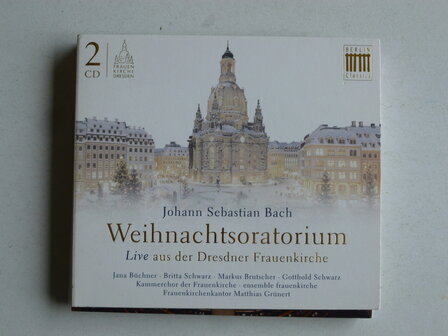 2
CD
FRAUEN
KIRCHE
DRESDEN
BERLIN
Classics
Johann Sebastian Bach
Weihnachtsoratorium
Live aus der Dresdner Frauenkirche
Jana Büchner · Britta Schwarz · Markus Brutscher · Gotthold Schwarz
Kammerchor der Frauenkirche · ensemble frauenkirche
Frauenkirchenkantor Matthias Grünert